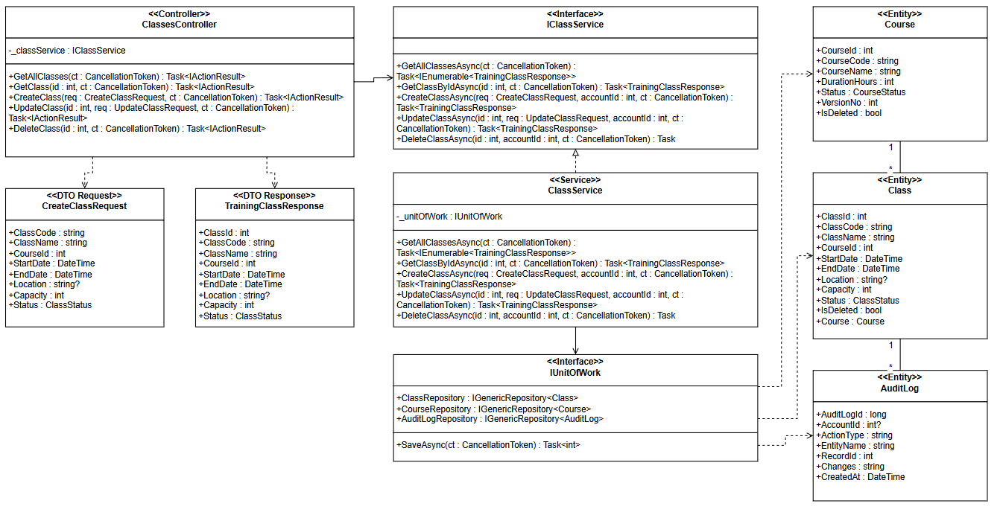 <<Controller>>
ClassesController
-_classService : IClassService
+GetAllClasses(ct : CancellationToken) : Task<IActionResult>
+GetClass(id : int, ct : CancellationToken) : Task<IActionResult>
+CreateClass(req : CreateClassRequest, ct : CancellationToken) : Task<IActionResult>
+UpdateClass(id : int, req : UpdateClassRequest, ct : CancellationToken) :
Task<IActionResult>
+DeleteClass(id : int, ct : CancellationToken) : Task<IActionResult>
<<DTO Request>>
CreateClassRequest
+ClassCode : string
+ClassName : string
+CourseId : int
+StartDate : DateTime
+EndDate : DateTime
+Location : string?
+Capacity : int
+Status : ClassStatus
<<DTO Response>>
TrainingClassResponse
+ClassId : int
+ClassCode : string
+ClassName : string
+CourseId : int
+StartDate : DateTime
+EndDate : DateTime
+Location : string?
+Capacity : int
+Status : ClassStatus
<<Interface>>
IClassService
+GetAllClassesAsync(ct : CancellationToken) :
Task<IEnumerable<TrainingClassResponse>>
+GetClassByIdAsync(id : int, ct : CancellationToken) : Task<TrainingClassResponse>
+CreateClassAsync(req : CreateClassRequest, accountId : int, ct : CancellationToken) :
Task<TrainingClassResponse>
+UpdateClassAsync(id : int, req : UpdateClassRequest, accountId : int, ct :
CancellationToken) : Task<TrainingClassResponse>
+DeleteClassAsync(id : int, accountId : int, ct : CancellationToken) : Task
<<Service>>
ClassService
-_unitOfWork : IUnitOfWork
+GetAllClassesAsync(ct : CancellationToken) :
Task<IEnumerable<TrainingClassResponse>>
+GetClassByIdAsync(id : int, ct : CancellationToken) : Task<TrainingClassResponse>
+CreateClassAsync(req : CreateClassRequest, accountId : int, ct : CancellationToken) :
Task<TrainingClassResponse>
+UpdateClassAsync(id : int, req : UpdateClassRequest, accountId : int, ct :
CancellationToken) : Task<TrainingClassResponse>
+DeleteClassAsync(id : int, accountId : int, ct : CancellationToken) : Task
<<Interface>>
IUnitOfWork
+ClassRepository : IGenericRepository<Class>
+CourseRepository : IGenericRepository<Course>
+AuditLogRepository : IGenericRepository<AuditLog>
+SaveAsync(ct : CancellationToken) : Task<int>
<<Entity>>
Course
+CourseId : int
+CourseCode : string
+CourseName : string
+DurationHours : int
+Status : CourseStatus
+VersionNo : int
+IsDeleted : bool
1
*
<<Entity>>
Class
+ClassId : int
+ClassCode : string
+ClassName : string
+CourseId : int
+StartDate : DateTime
+EndDate : DateTime
+Location : string?
+Capacity : int
+Status : ClassStatus
+IsDeleted : bool
+Course : Course
1
*
<<Entity>>
AuditLog
+AuditLogId : long
+AccountId : int?
+ActionType : string
+EntityName : string
+RecordId : int
+Changes : string
+CreatedAt : DateTime